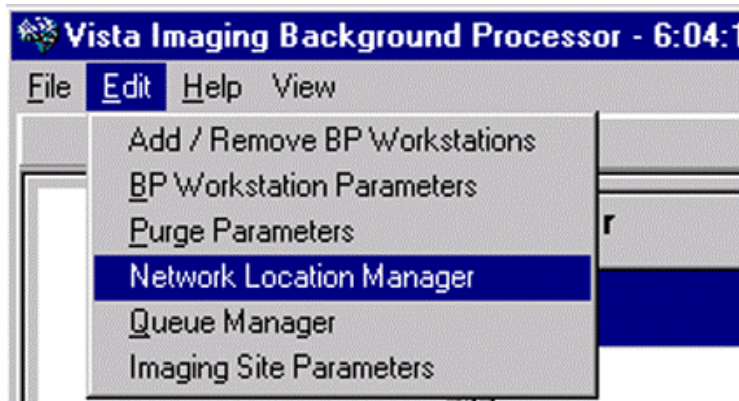 Vista Imaging Background Processor - 6:04:1
File Edit Help View
Add / Remove BP Workstations
BP Workstation Parameters
Purge Parameters
r
Network Location Manager
Queue Manager
Imaging Site Parameters